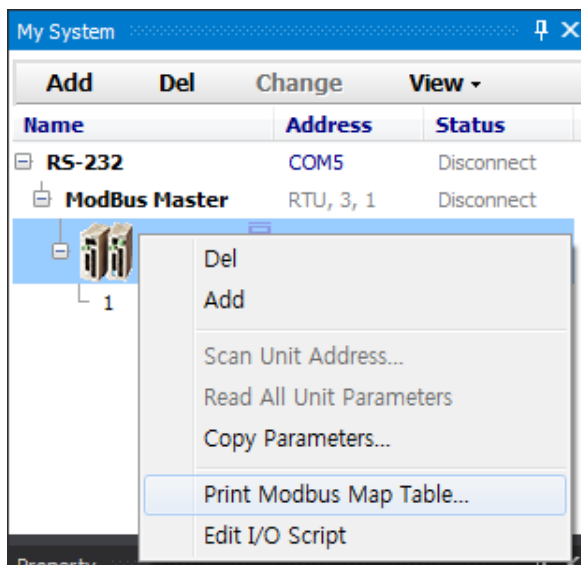 My System
Add Del Change View
Name Address Status
RS-232 COM5 Disconnect
ModBus Master RTU, 3, 1 Disconnect
Del
1
Add
Scan Unit Address...
Read All Unit Parameters
Copy Parameters...
Print Modbus Map Table...
Edit I/O Script
Property